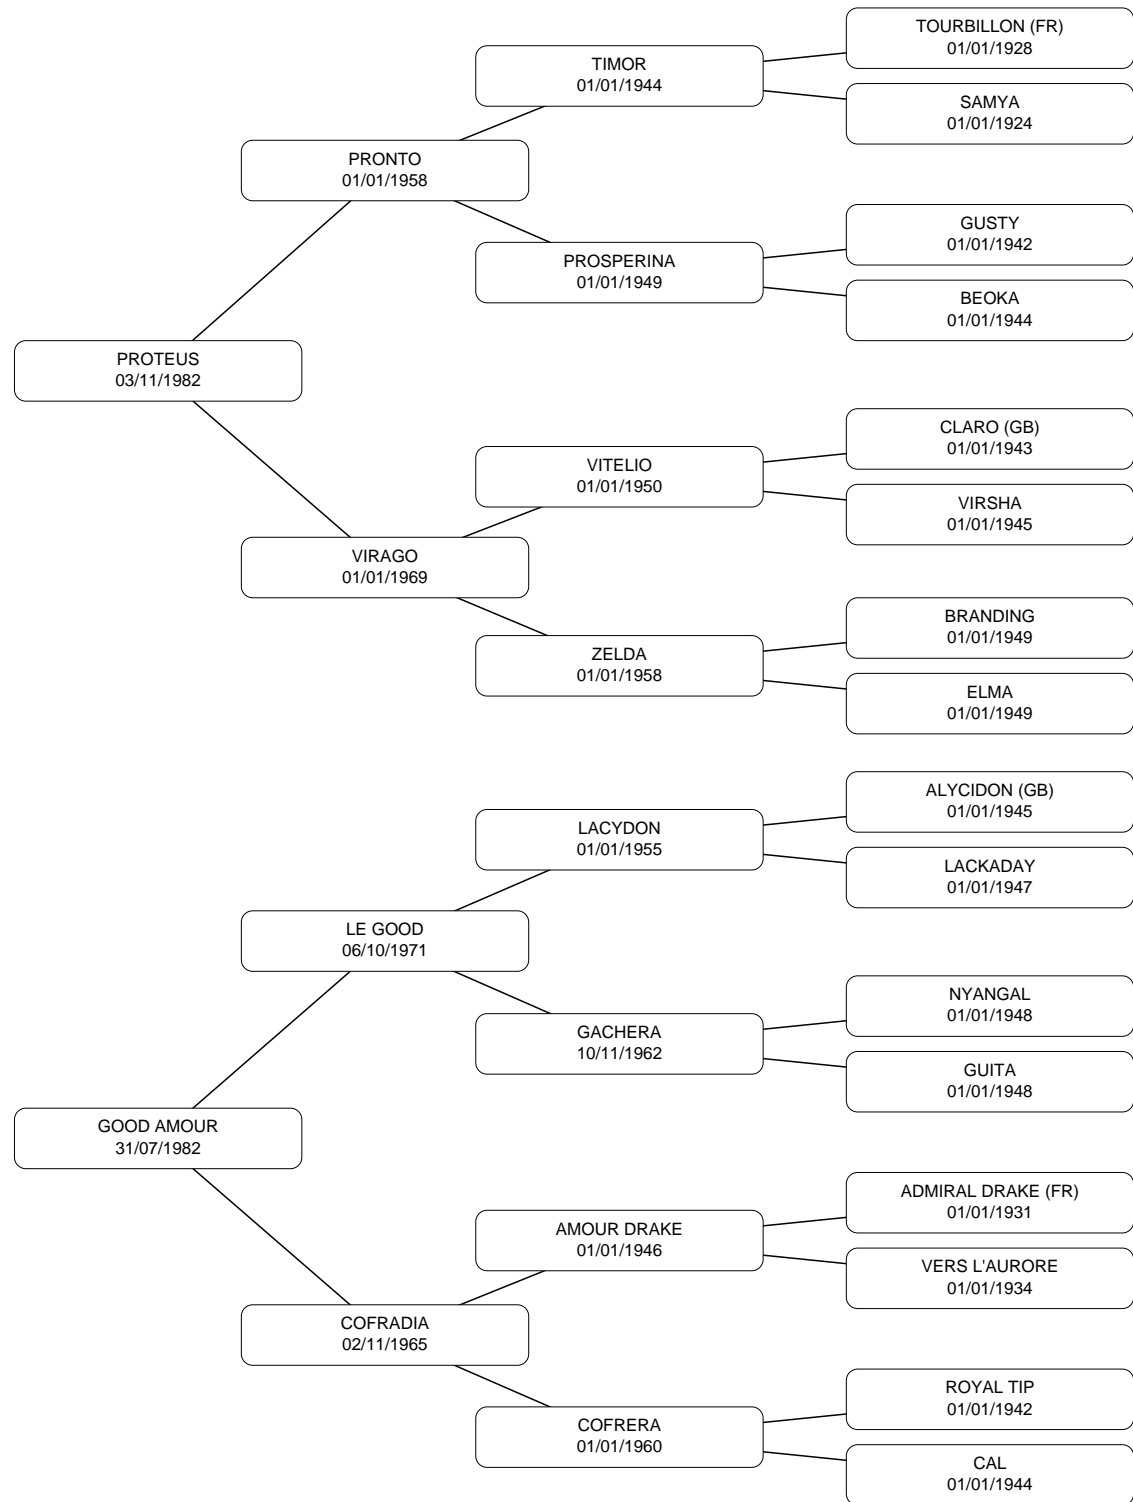 TOURBILLON (FR)
01/01/1928
TIMOR
01/01/1944
SAMYA
01/01/1924
PRONTO
01/01/1958
GUSTY
01/01/1942
PROSPERINA
01/01/1949
BEOKA
01/01/1944
PROTEUS
03/11/1982
CLARO (GB)
01/01/1943
VITELIO
01/01/1950
VIRSHA
01/01/1945
VIRAGO
01/01/1969
BRANDING
01/01/1949
ZELDA
01/01/1958
ELMA
01/01/1949
ALYCIDON (GB)
01/01/1945
LACYDON
01/01/1955
LACKADAY
01/01/1947
LE GOOD
06/10/1971
NYANGAL
01/01/1948
GACHERA
10/11/1962
GUITA
01/01/1948
GOOD AMOUR
31/07/1982
ADMIRAL DRAKE (FR)
01/01/1931
AMOUR DRAKE
01/01/1946
VERS L'AURORE
01/01/1934
COFRADIA
02/11/1965
ROYAL TIP
01/01/1942
COFRERA
01/01/1960
CAL
01/01/1944